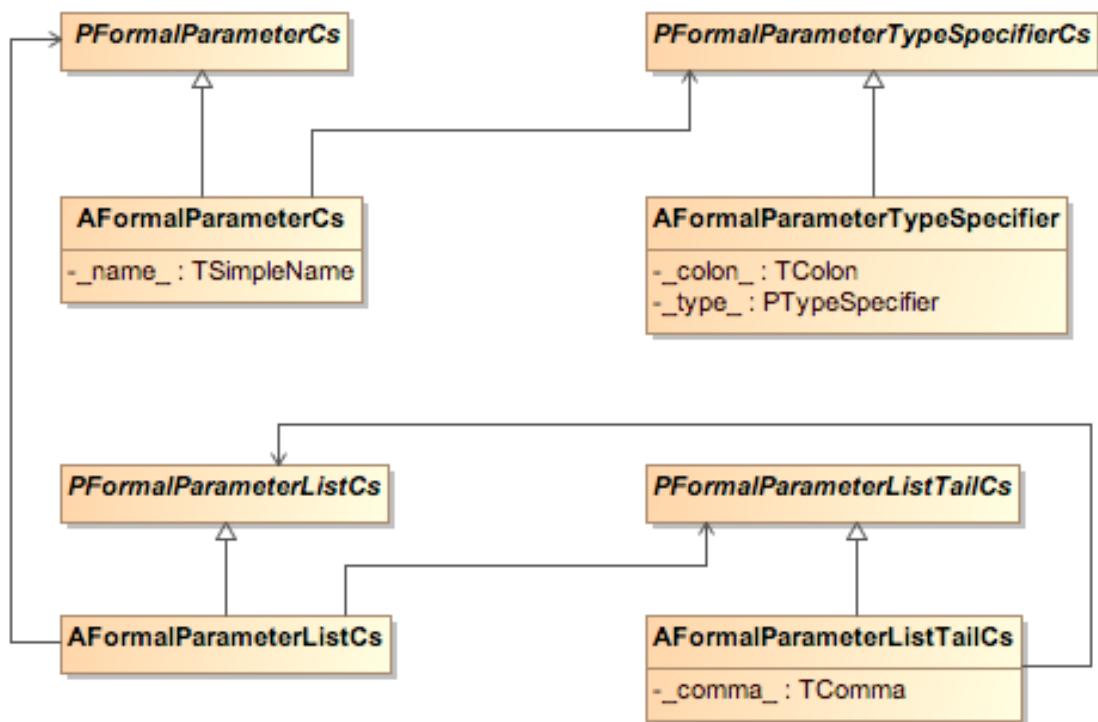 PFormalParameterCs
PFormalParameterTypeSpecifierCs
AFormalParameterCs
-_name_ : TSimpleName
AFormalParameterTypeSpecifier
-_colon_ : TColon
-_type_ : PTypeSpecifier
PFormalParameterListCs
PFormalParameterListTailCs
AFormalParameterListCs
AFormalParameterListTailCs
-_comma_ : TComma